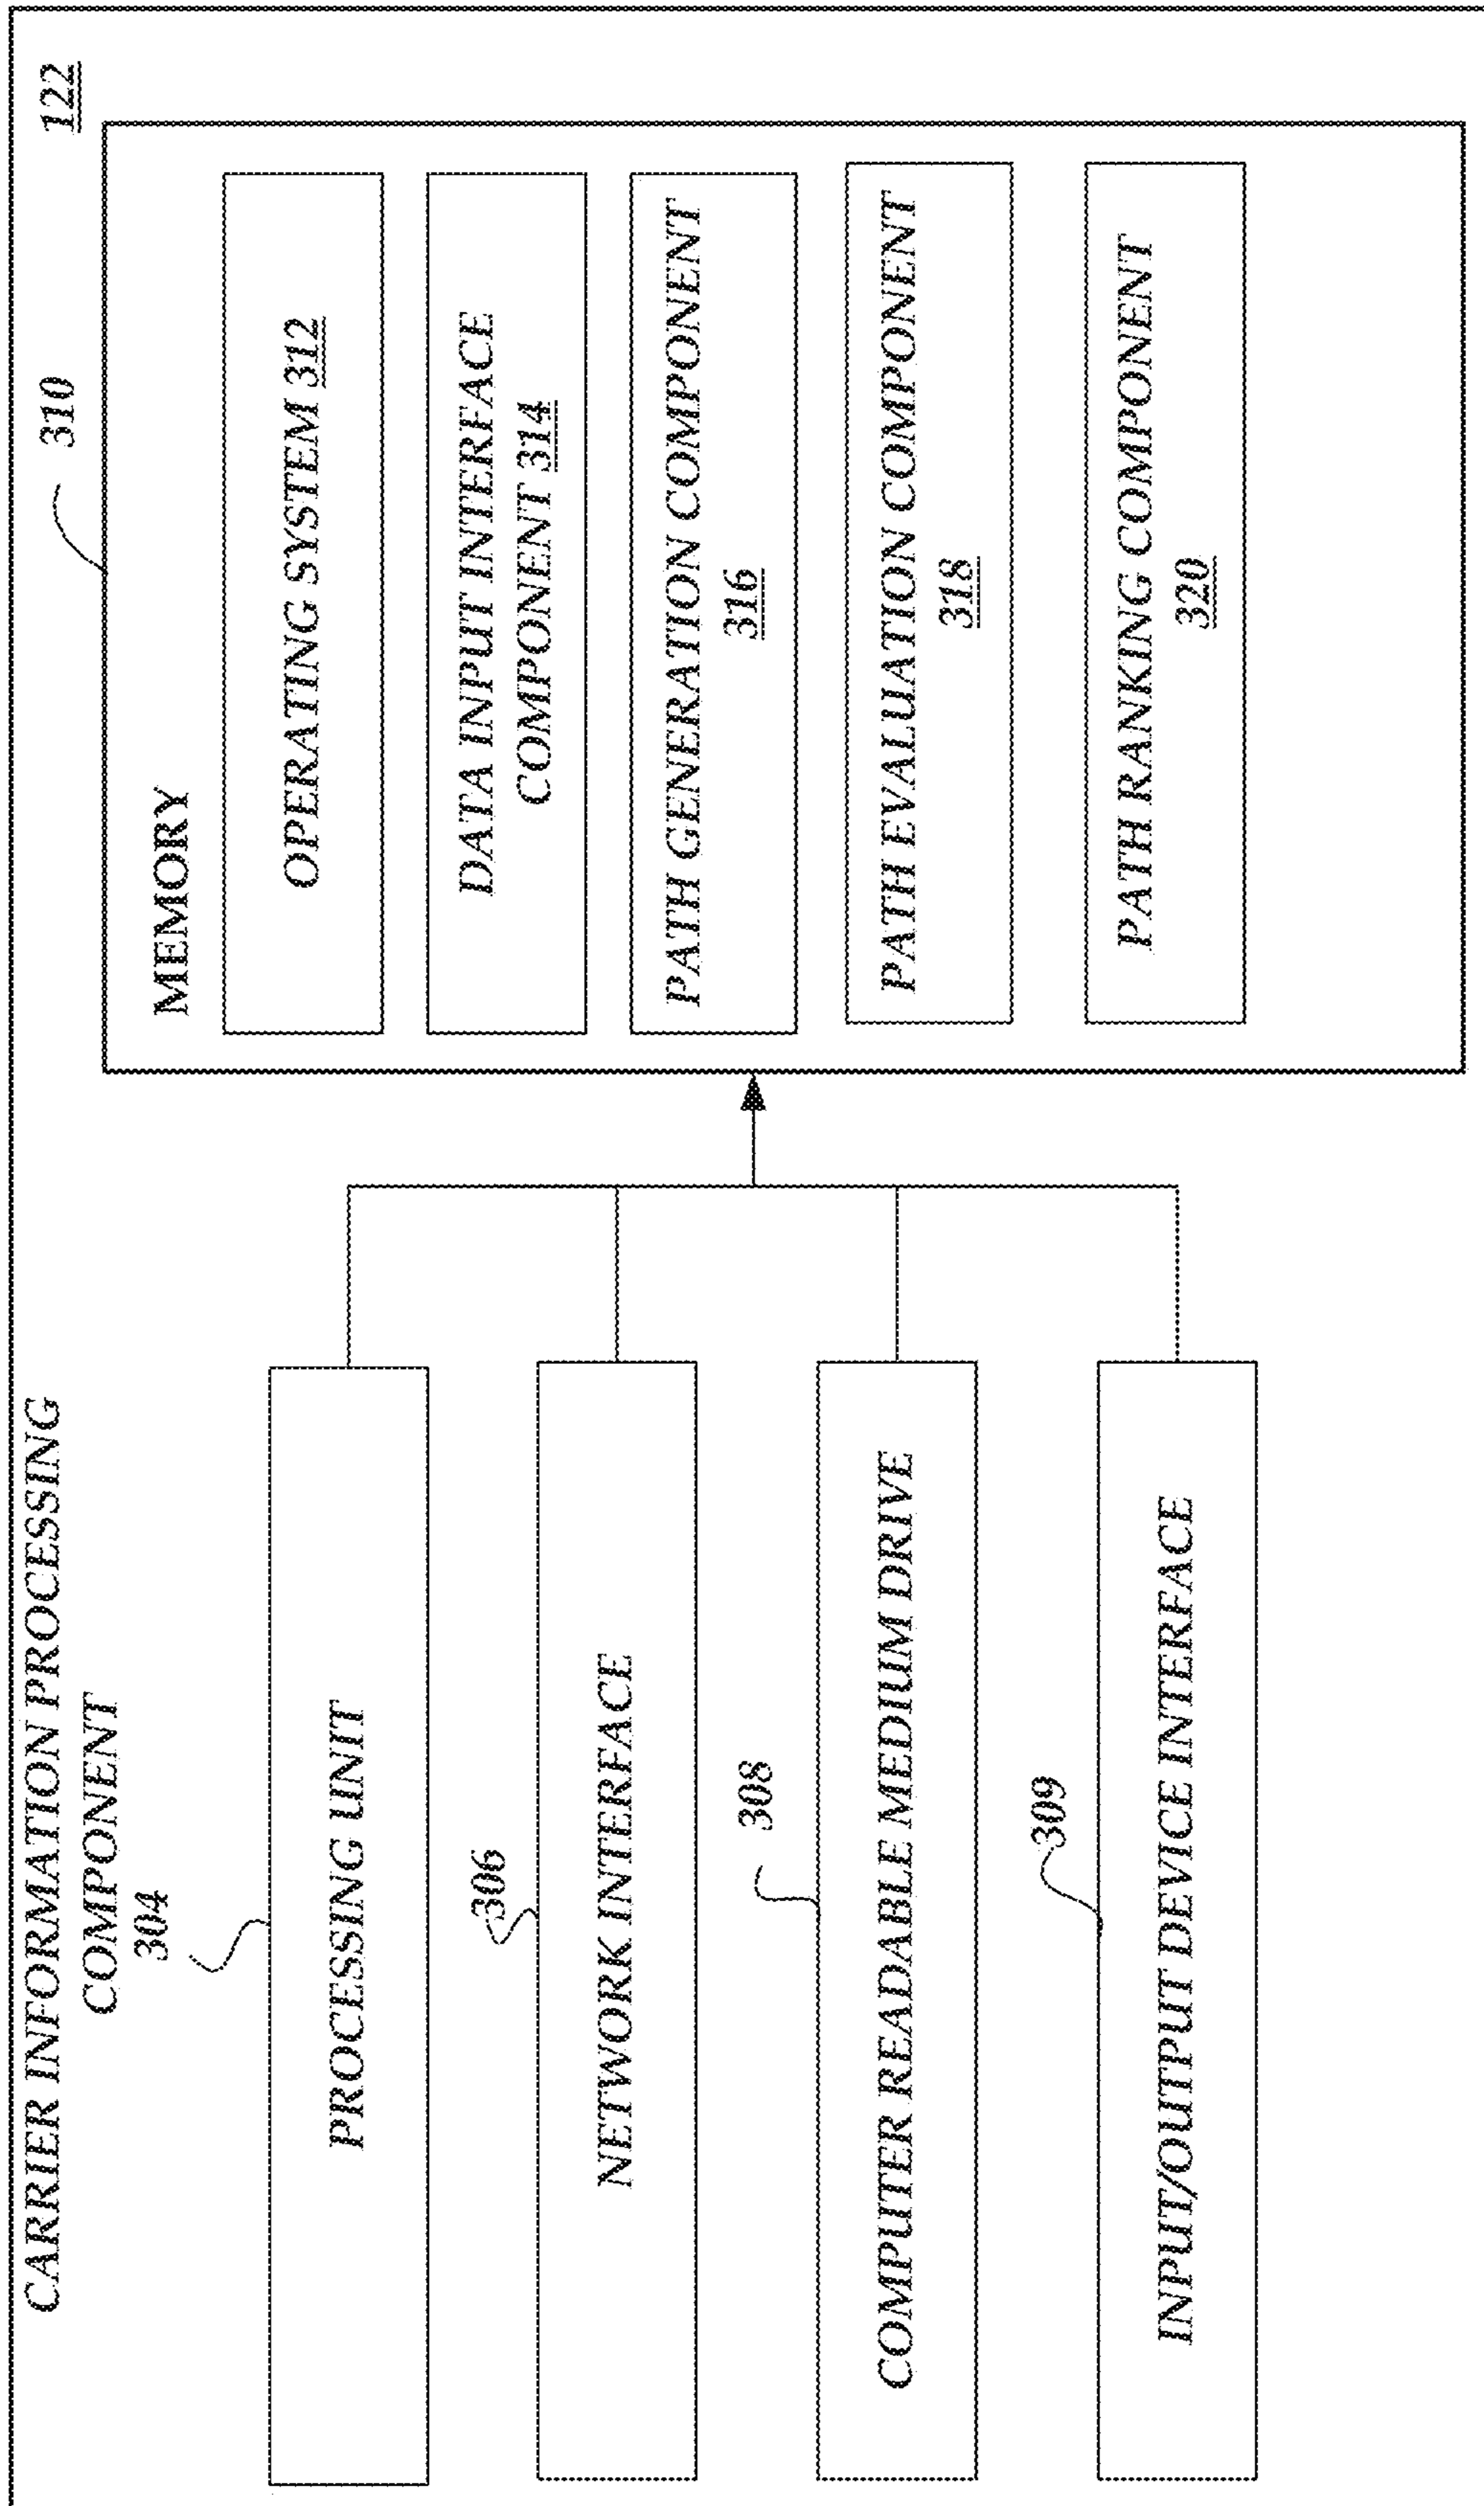 CARRIER INFORMATION PROCESSING
COMPONENT
122
304
PROCESSING UNIT
306
NETWORK INTERFACE
308
COMPUTER READABLE MEDIUM DRIVE
309
INPUT/OUTPUT DEVICE INTERFACE
310
MEMORY
OPERATING SYSTEM 312
DATA INPUT INTERFACE
COMPONENT 314
PATH GENERATION COMPONENT
316
PATH EVALUATION COMPONENT
318
PATH RANKING COMPONENT
320